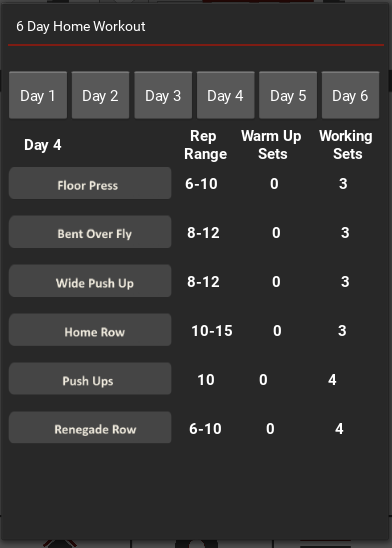 6 Day Home Workout
Day 1 Day 2 Day 3 Day 4 Day 5 Day 6
Day 4 Rep Range Warm Up Sets Working Sets
Floor Press 6-10 0 3
Bent Over Fly 8-12 0 3
Wide Push Up 8-12 0 3
Home Row 10-15 0 3
Push Ups 10 0 4
Renegade Row 6-10 0 4